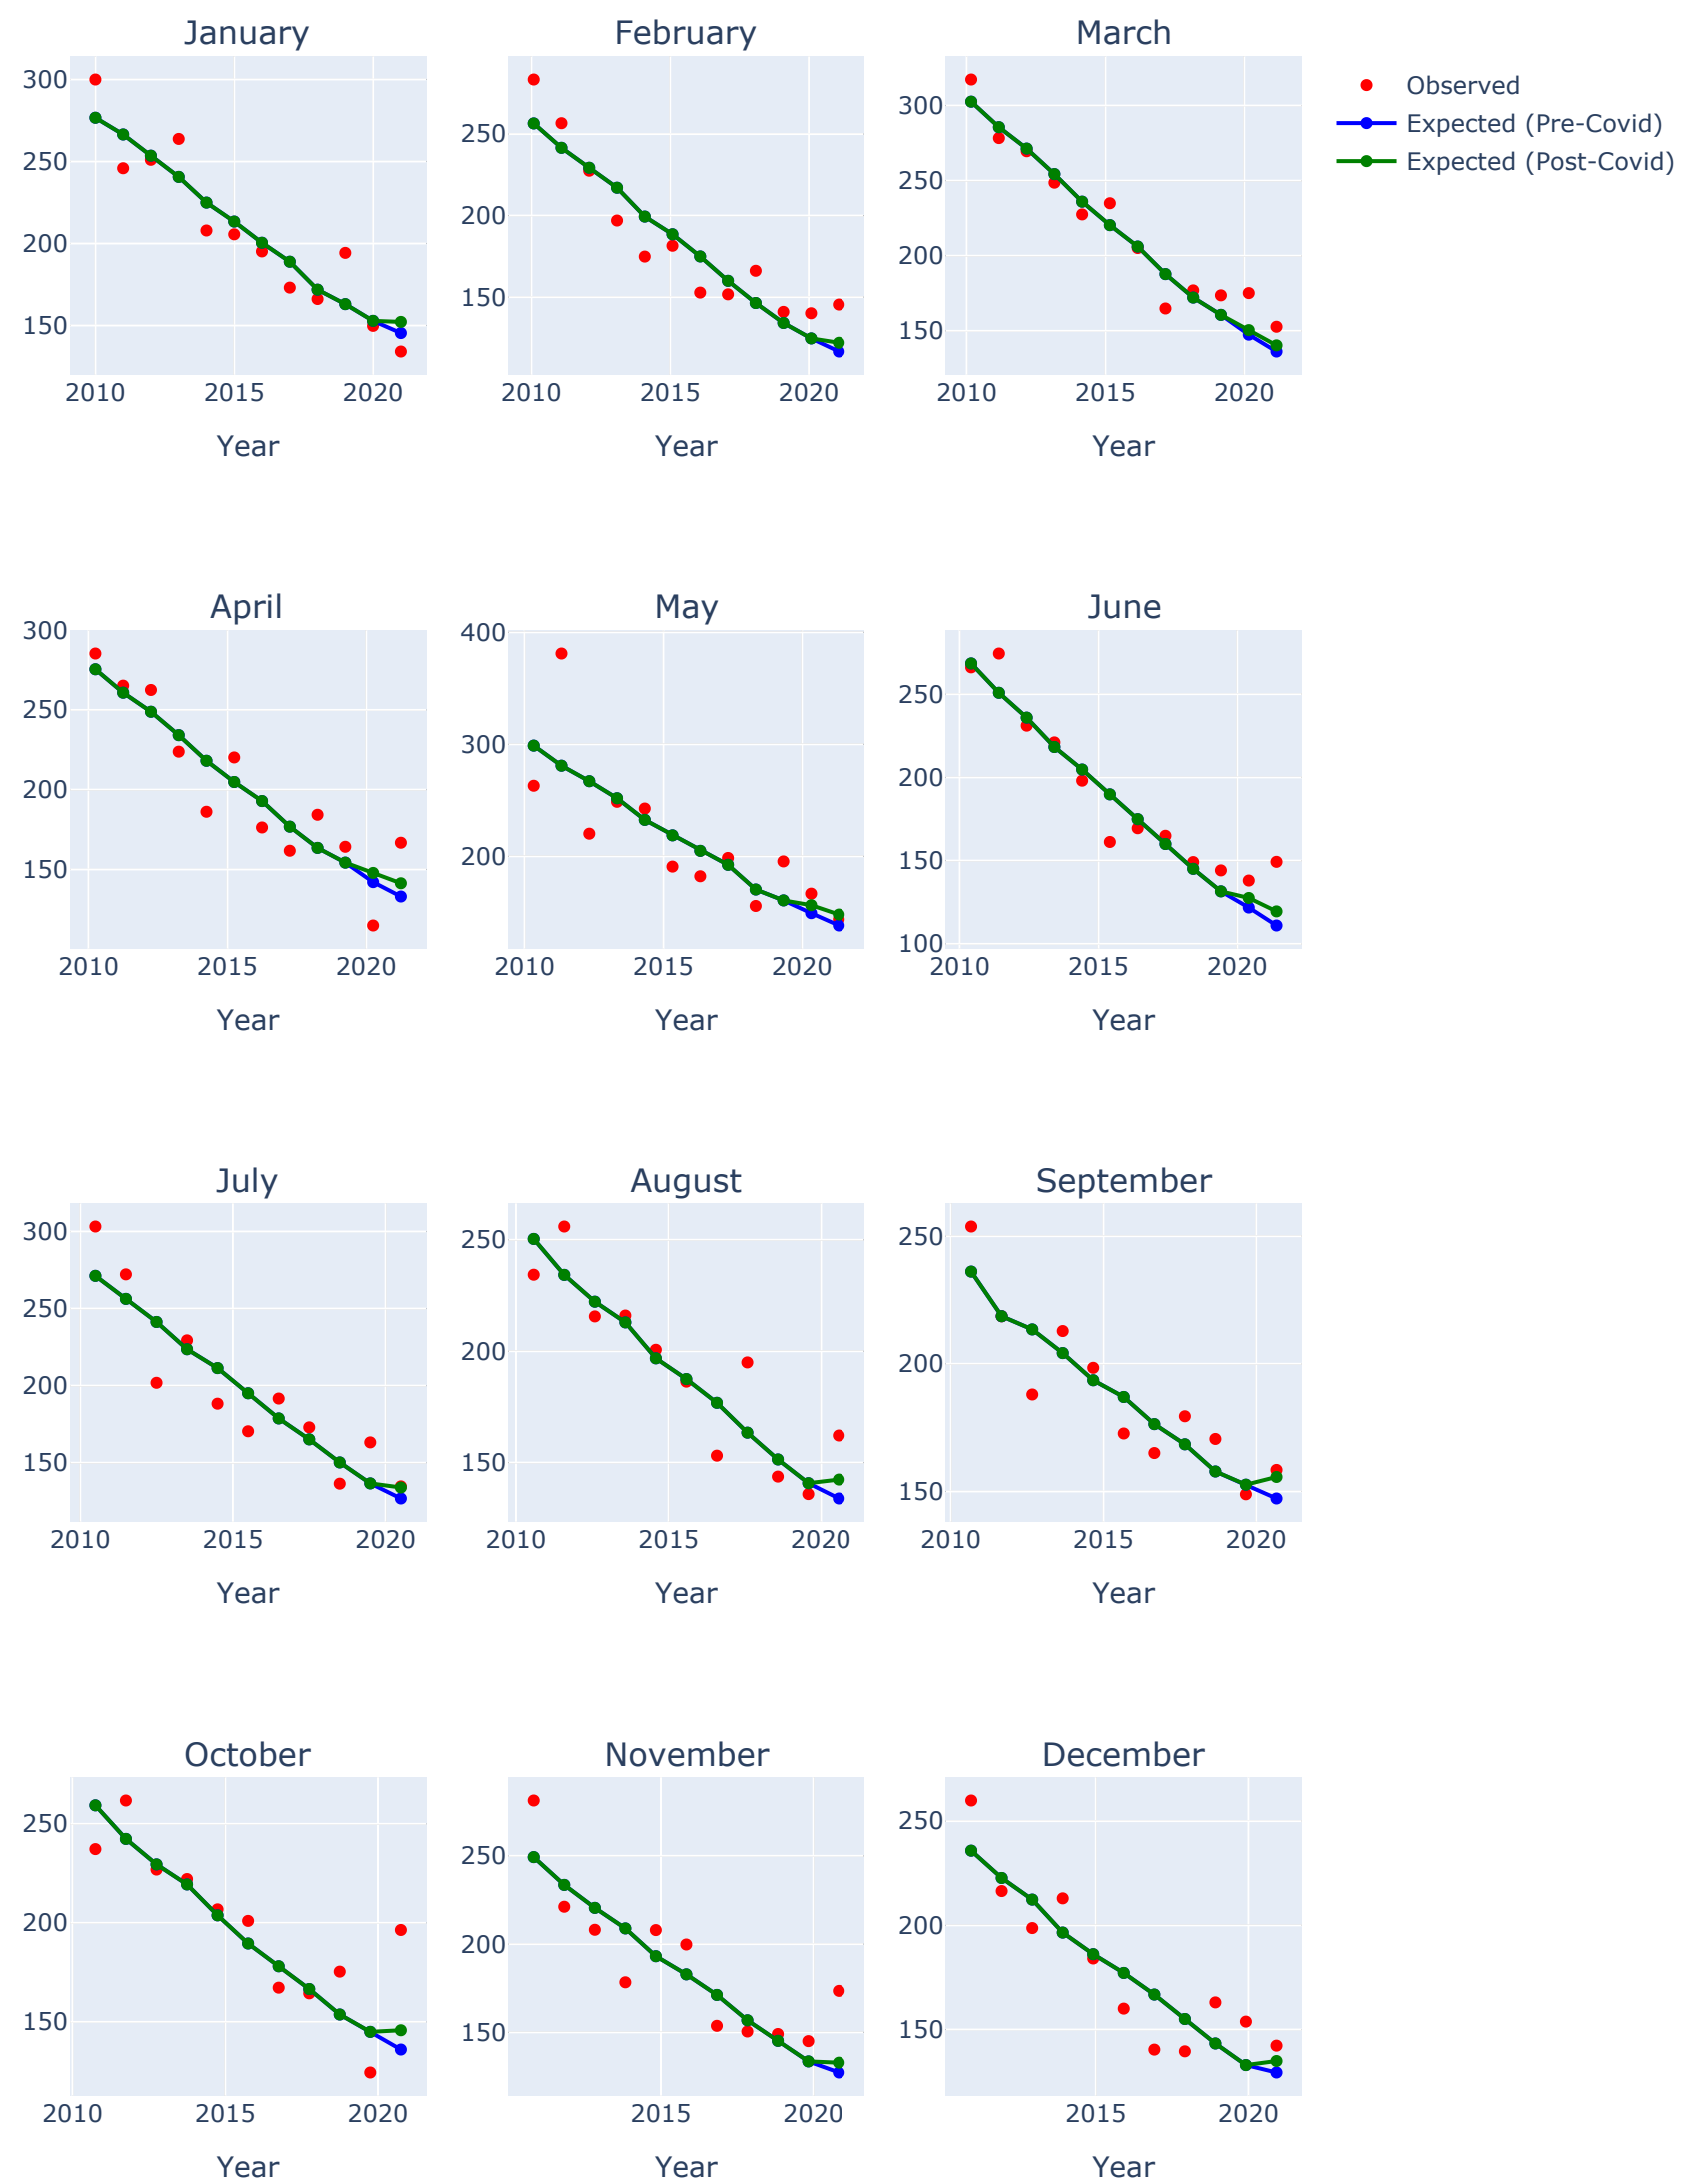 January
February
March
300
250
200
150
2010
2015
2020
Year
250
200
150
2010
2015
2020
Year
300
250
200
150
2010
2015
2020
Year
Observed
Expected (Pre-Covid)
Expected (Post-Covid)
April
May
June
300
250
200
150
2010
2015
2020
Year
400
300
200
2010
2015
2020
Year
250
200
150
100
2010
2015
2020
Year
July
August
September
300
250
200
150
2010
2015
2020
Year
250
200
150
2010
2015
2020
Year
250
200
150
2010
2015
2020
Year
October
November
December
250
200
150
2010
2015
2020
Year
250
200
150
2015
2020
Year
250
200
150
2015
2020
Year